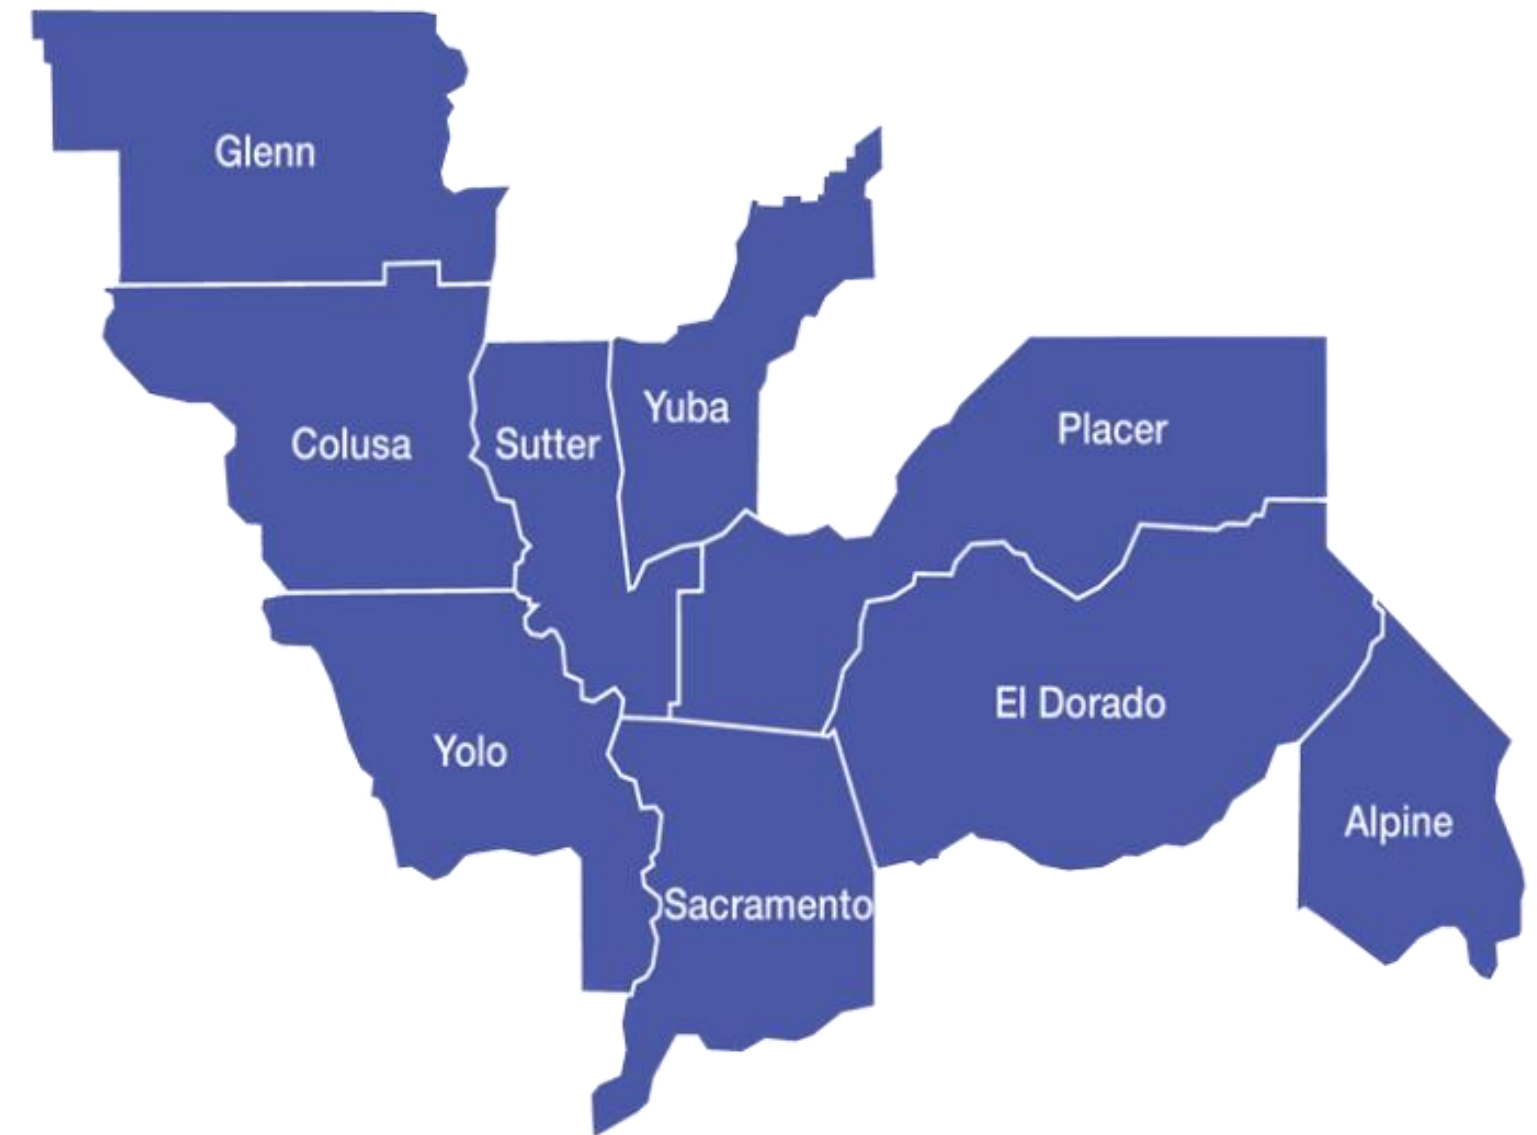 Glenn
Yuba
Placer
Colusa
Sutter
El Dorado
Yolo
Alpine
Sacramento